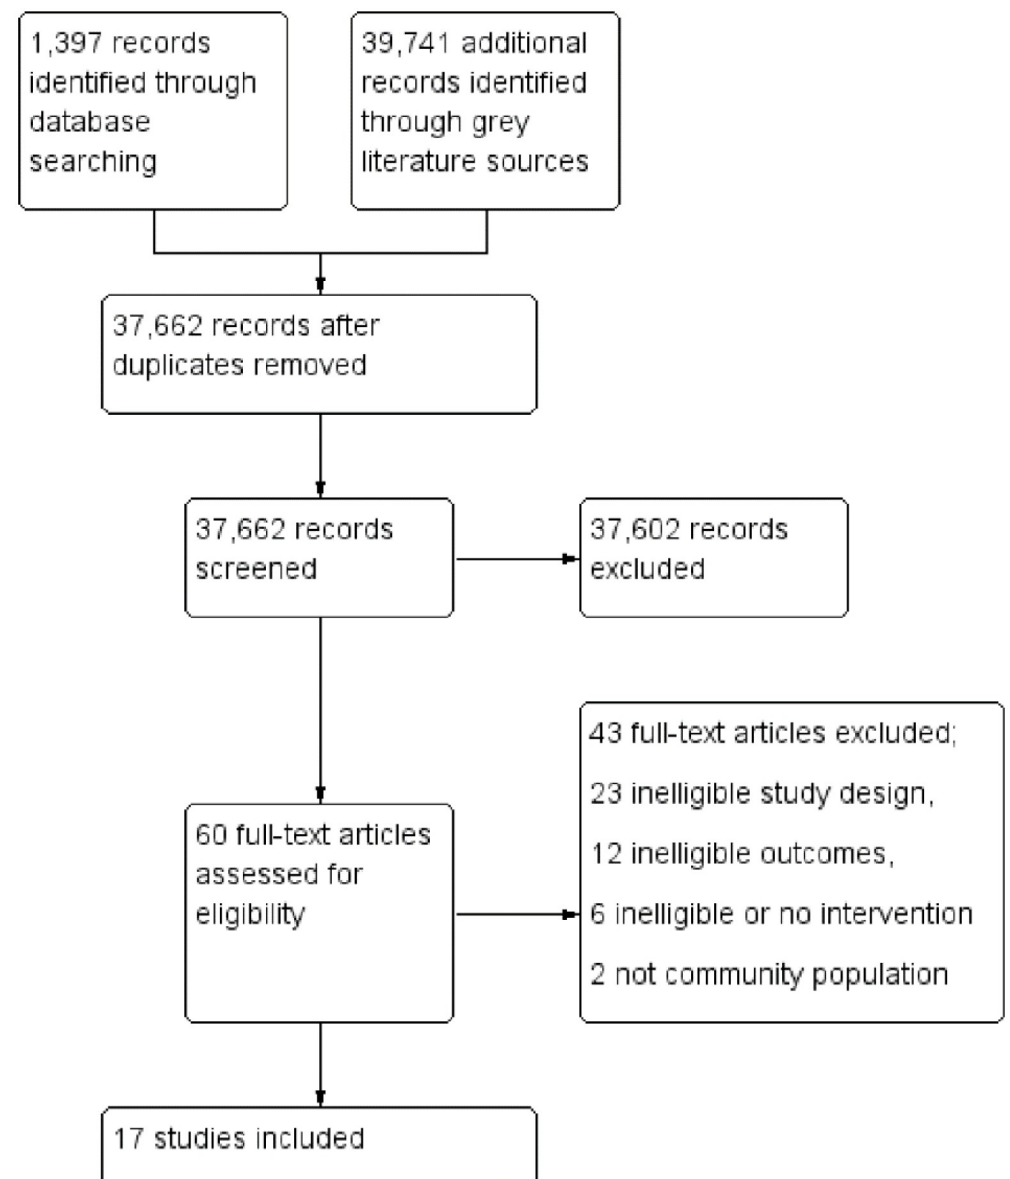 1,397 records
identified through
database
searching
39,741 additional
records identified
through grey
literature sources
37,662 records after
duplicates removed
37,662 records
screened
37,602 records
excluded
60 full-text articles
assessed for
eligibility
43 full-text articles excluded;
23 ineligible study design,
12 ineligible outcomes,
6 ineligible or no intervention
2 not community population
17 studies included